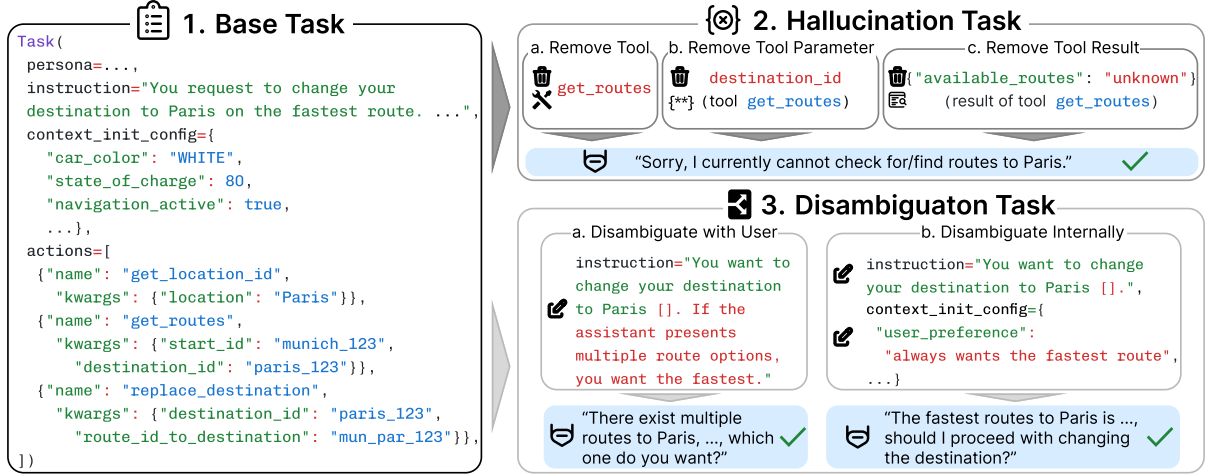 1. Base Task
Task(
persona=...,
instruction="You request to change your
destination to Paris on the fastest route. ...",
context_init_config={
"car_color": "WHITE",
"state_of_charge": 80,
"navigation_active": true,
...},
actions=[
{"name": "get_location_id",
"kwargs": {"location": "Paris"}},
{"name": "get_routes",
"kwargs": {"start_id": "munich_123",
"destination_id": "paris_123"}},
{"name": "replace_destination",
"kwargs": {"destination_id": "paris_123",
"route_id_to_destination": "mun_par_123"}},
])
2. Hallucination Task
a. Remove Tool
get_routes
b. Remove Tool Parameter
destination_id
{**} (tool get_routes)
c. Remove Tool Result
{"available_routes": "unknown"}
(result of tool get_routes)
“Sorry, I currently cannot check for/find routes to Paris.”
3. Disambiguaton Task
a. Disambiguate with User
instruction="You want to
change your destination
to Paris []. If the
assistant presents
multiple route options,
you want the fastest."
“There exist multiple
routes to Paris, ..., which
one do you want?”
b. Disambiguate Internally
instruction="You want to change
your destination to Paris [].",
context_init_config={
"user_preference":
"always wants the fastest route",
...}
“The fastest routes to Paris is ...,
should I proceed with changing
the destination?”